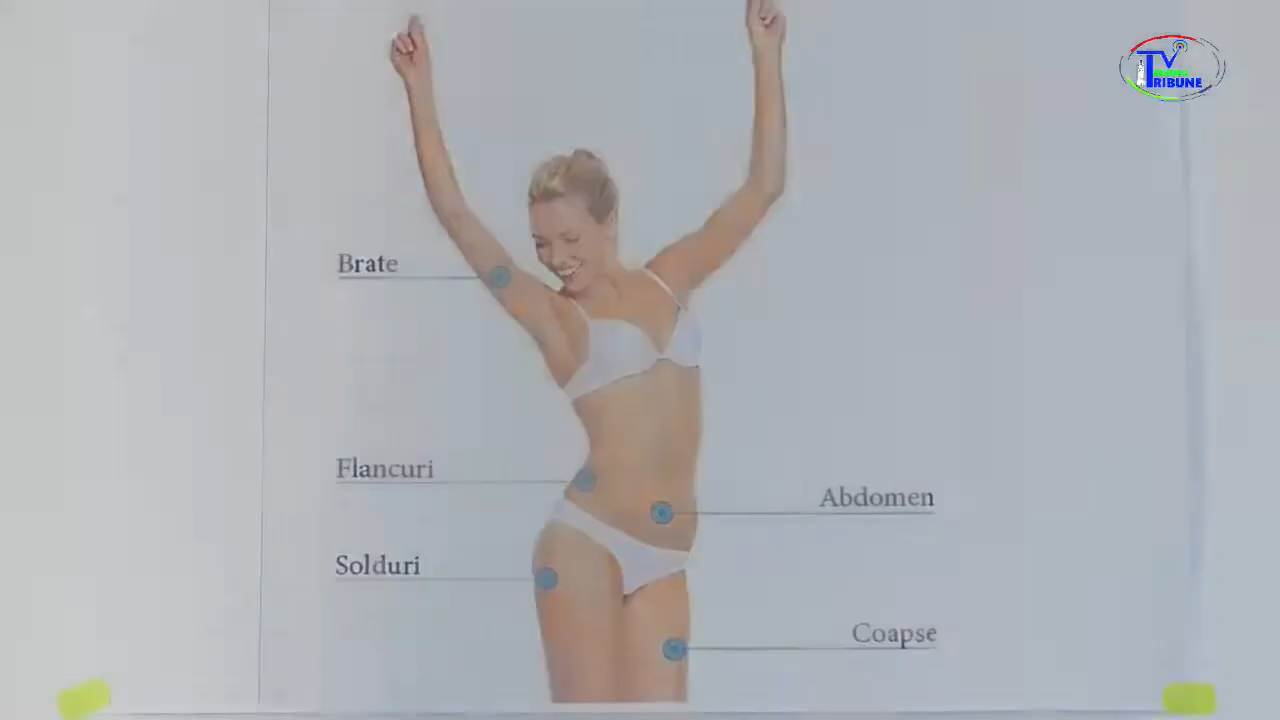 TV
TRIBUNE
Brate
Flancuri
Abdomen
Solduri
Coapse